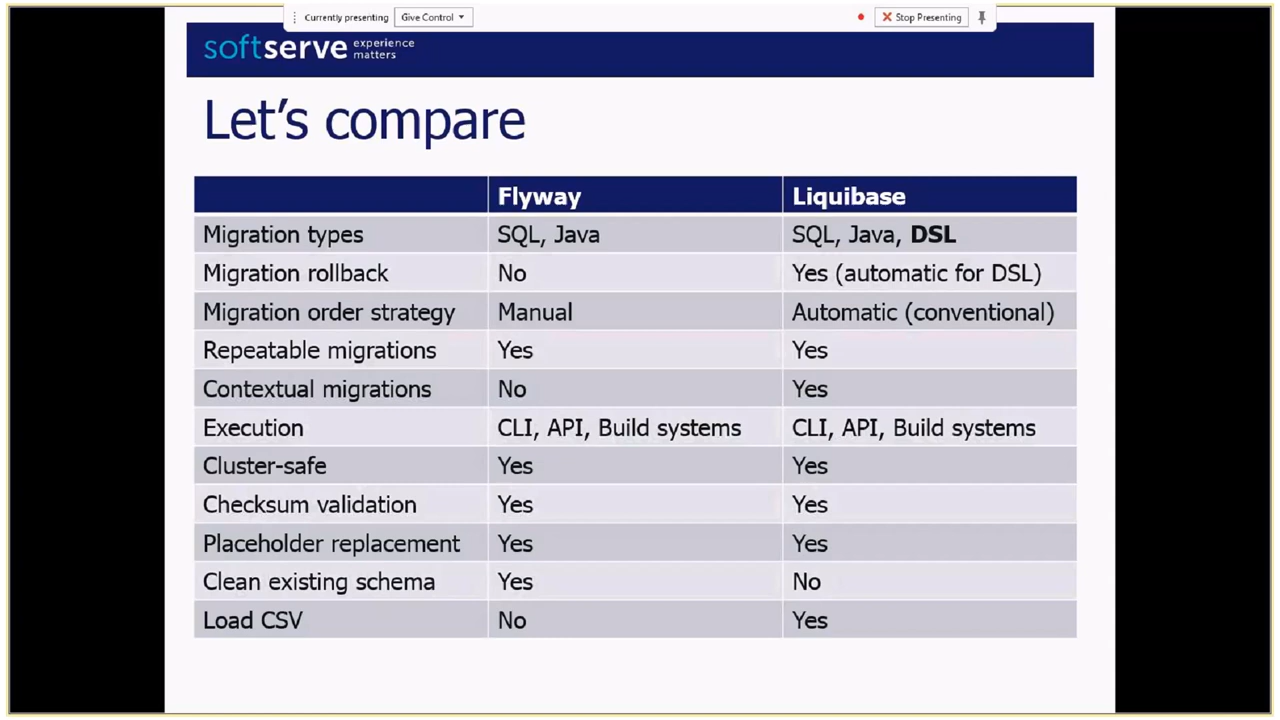 Currently presenting Give Control Stop Presenting
softserve experience matters
Let's compare
Flyway Liquibase
Migration types SQL, Java SQL, Java, DSL
Migration rollback No Yes (automatic for DSL)
Migration order strategy Manual Automatic (conventional)
Repeatable migrations Yes Yes
Contextual migrations No Yes
Execution CLI, API, Build systems CLI, API, Build systems
Cluster-safe Yes Yes
Checksum validation Yes Yes
Placeholder replacement Yes Yes
Clean existing schema Yes No
Load CSV No Yes